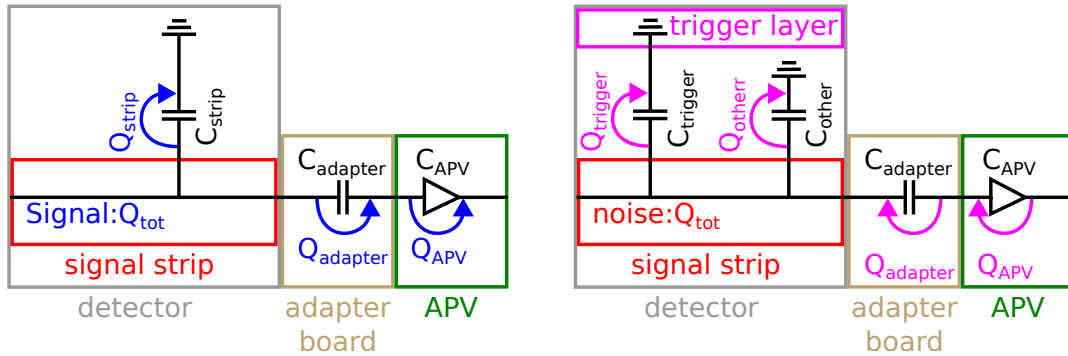 Q_strip
C_strip
C_adapter
C_APV
Signal:Q_tot
Q_adapter
Q_APV
signal strip
detector
adapter
board
APV
trigger layer
Q_trigger
C_trigger
Q_otherr
C_other
C_adapter
C_APV
noise:Q_tot
Q_adapter
Q_APV
signal strip
detector
adapter
board
APV